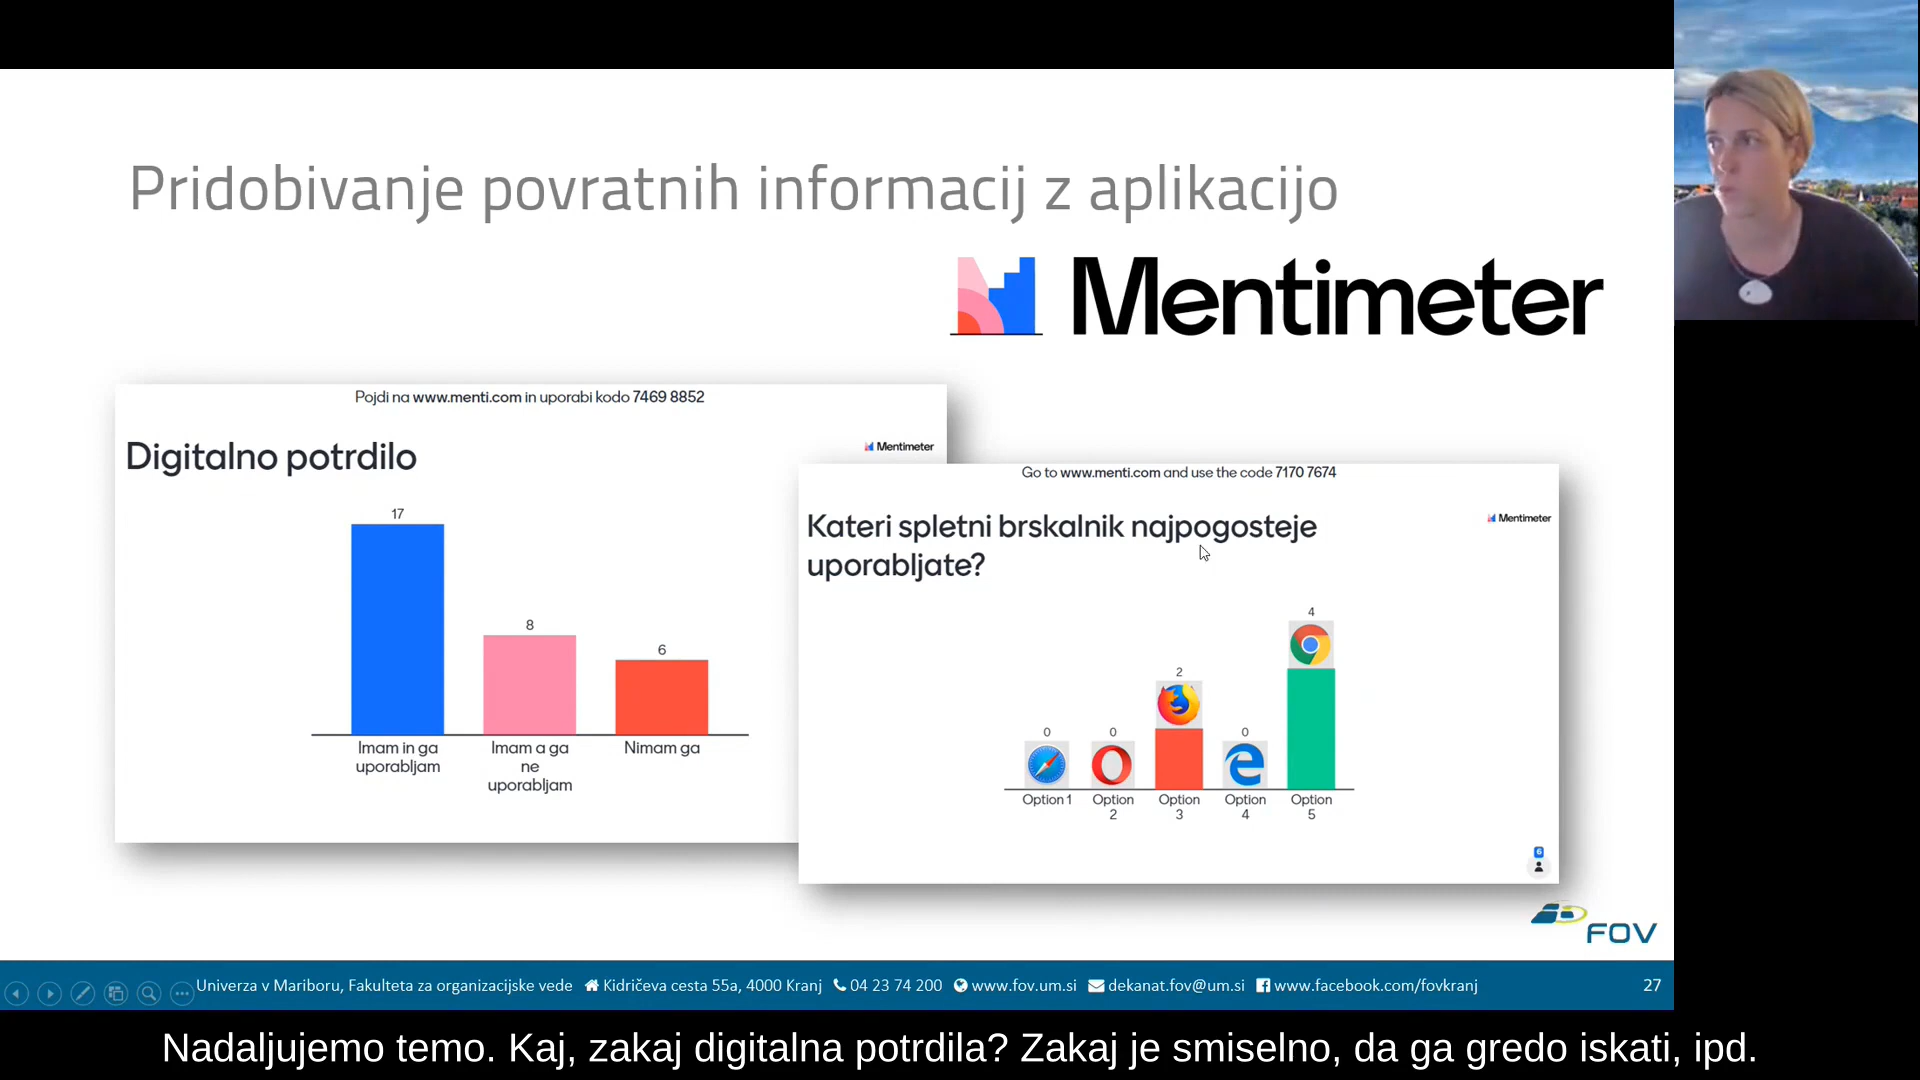 Pridobivanje povratnih informacij z aplikacijo
Mentimeter
Pojdi na www.menti.com in uporabi kodo 7469 8852
Digitalno potrdilo
Mentimeter
17
8
6
Imam in ga
uporabljam
Imam a ga
ne
uporabljam
Nimam ga
Go to www.menti.com and use the code 7170 7674
Kateri spletni brskalnik najpogosteje
uporabljate?
Mentimeter
0
0
2
0
4
Option 1
Option
2
Option
3
Option
4
Option
5
6
FOV
Univerza v Mariboru, Fakulteta za organizacijske vede Kidričeva cesta 55a, 4000 Kranj 04 23 74 200 www.fov.um.si dekanat.fov@um.si www.facebook.com/fovkranj 27
Nadaljujemo temo. Kaj, zakaj digitalna potrdila? Zakaj je smiselno, da ga gredo iskati, ipd.